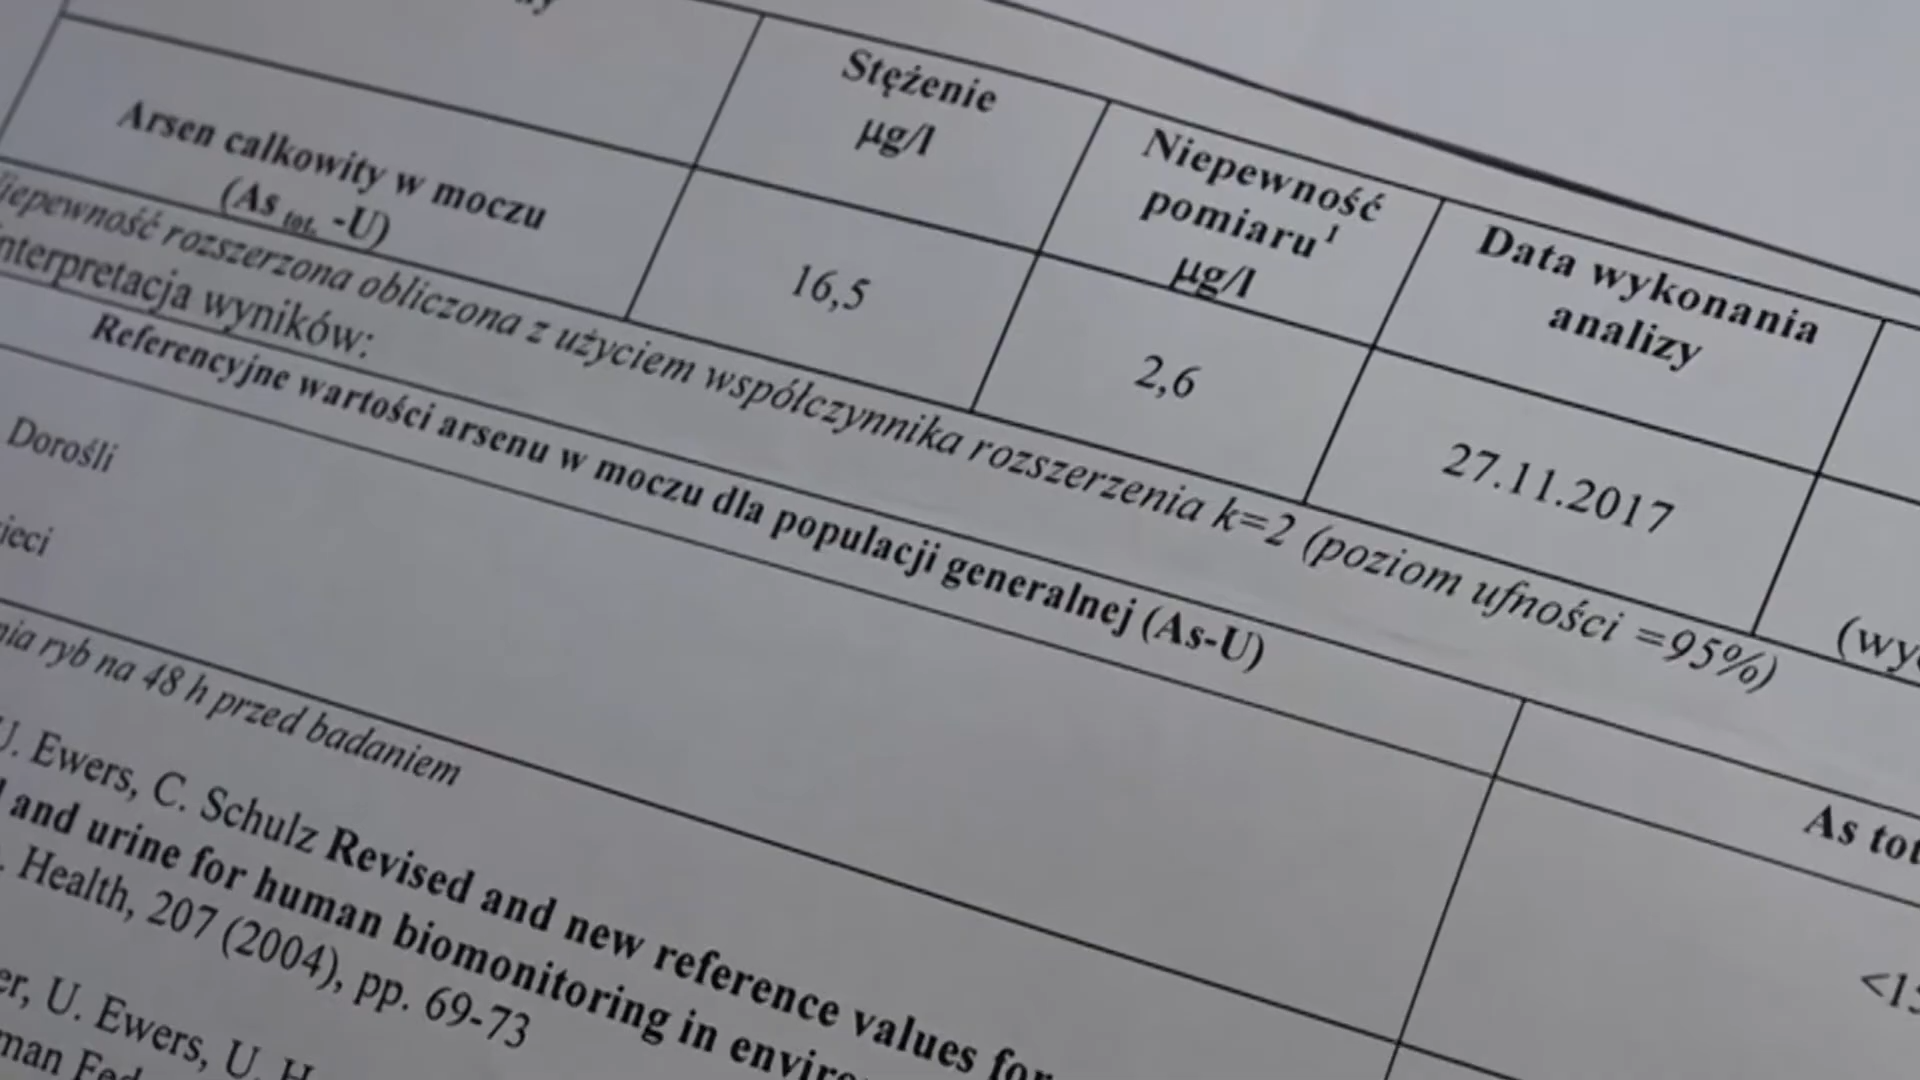 Stężenie
µg/l
Niepewność
pomiaru¹
µg/l
Data wykonania
analizy
Arsen całkowity w moczu
(As tot. -U)
16,5
2,6
27.11.2017
rozszerzona obliczona z użyciem współczynnika rozszerzenia k=2 (poziom ufności =95%)
wyników:
Referencyjne wartości arsenu w moczu dla populacji generalnej (As-U)
As tot
Dorośli
<15
ryb na 48 h przed badaniem
U. Ewers, C. Schulz Revised and new reference values for
and urine for human biomonitoring in
Health, 207 (2004), pp. 69-73
U. Ewers, U.